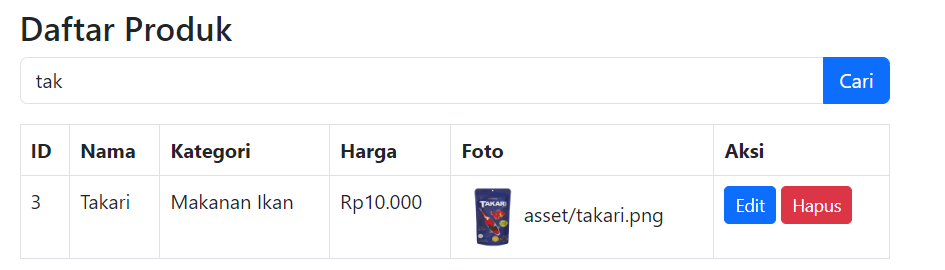 Daftar Produk
tak Cari
ID Nama Kategori Harga Foto Aksi
3 Takari Makanan Ikan Rp10.000 TAKARI asset/takari.png Edit Hapus